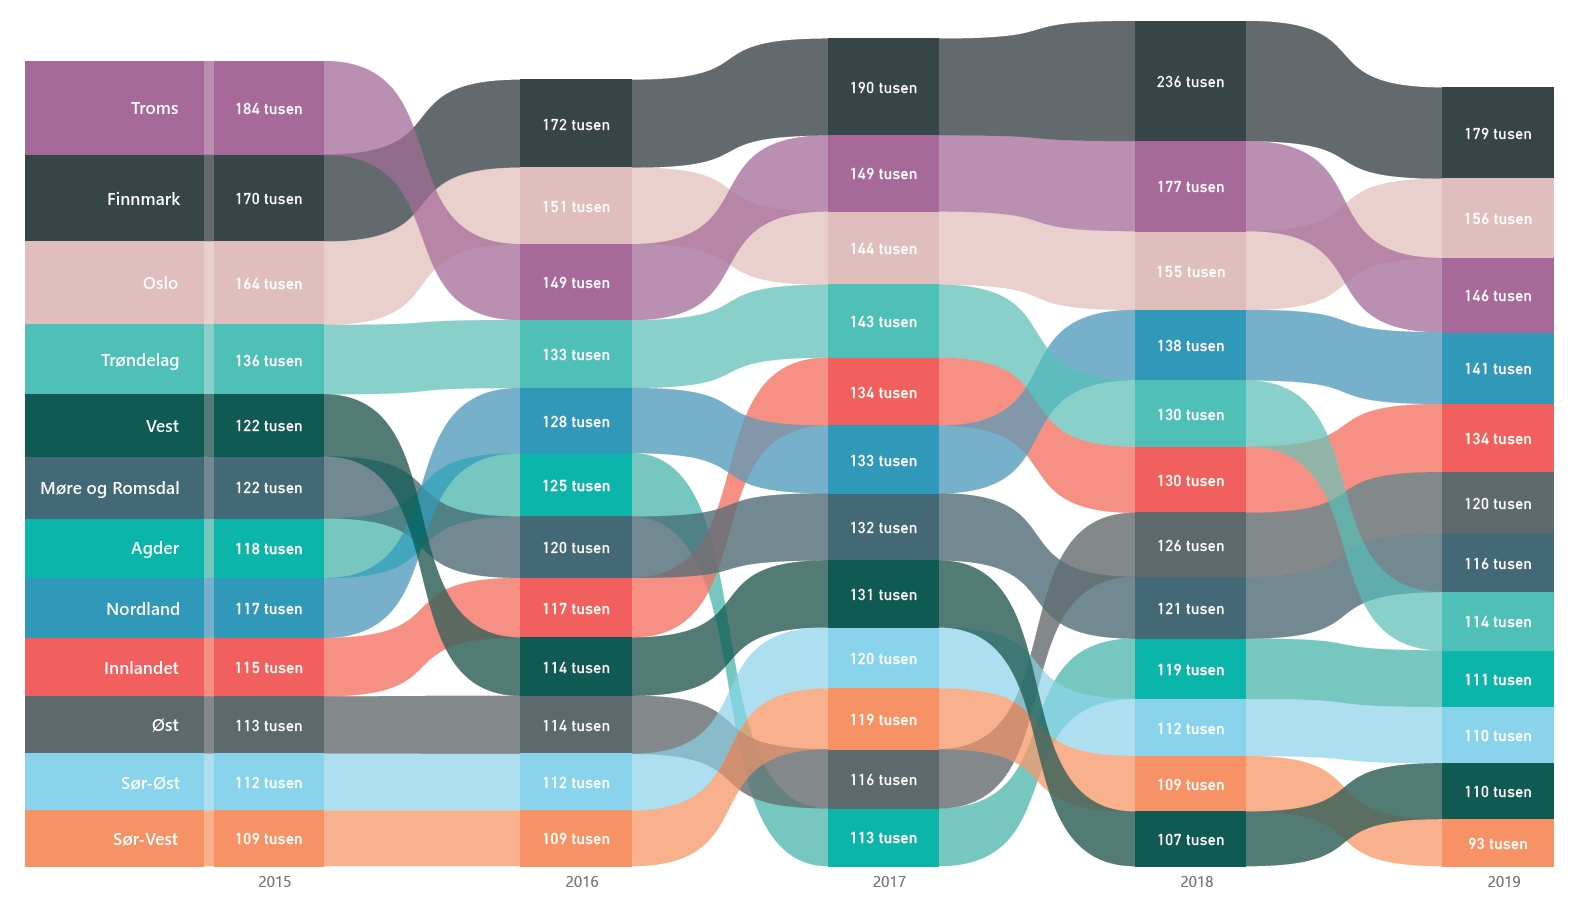 Troms 184 tusen
Finnmark 170 tusen
Oslo 164 tusen
Trøndelag 136 tusen
Vest 122 tusen
Møre og Romsdal 122 tusen
Agder 118 tusen
Nordland 117 tusen
Innlandet 115 tusen
Øst 113 tusen
Sør-Øst 112 tusen
Sør-Vest 109 tusen
172 tusen
151 tusen
149 tusen
133 tusen
128 tusen
125 tusen
120 tusen
117 tusen
114 tusen
114 tusen
112 tusen
109 tusen
190 tusen
149 tusen
144 tusen
143 tusen
134 tusen
133 tusen
132 tusen
131 tusen
120 tusen
119 tusen
116 tusen
113 tusen
236 tusen
177 tusen
155 tusen
138 tusen
130 tusen
130 tusen
126 tusen
121 tusen
119 tusen
112 tusen
109 tusen
107 tusen
179 tusen
156 tusen
146 tusen
141 tusen
134 tusen
120 tusen
116 tusen
114 tusen
111 tusen
110 tusen
110 tusen
93 tusen
2015 2016 2017 2018 2019